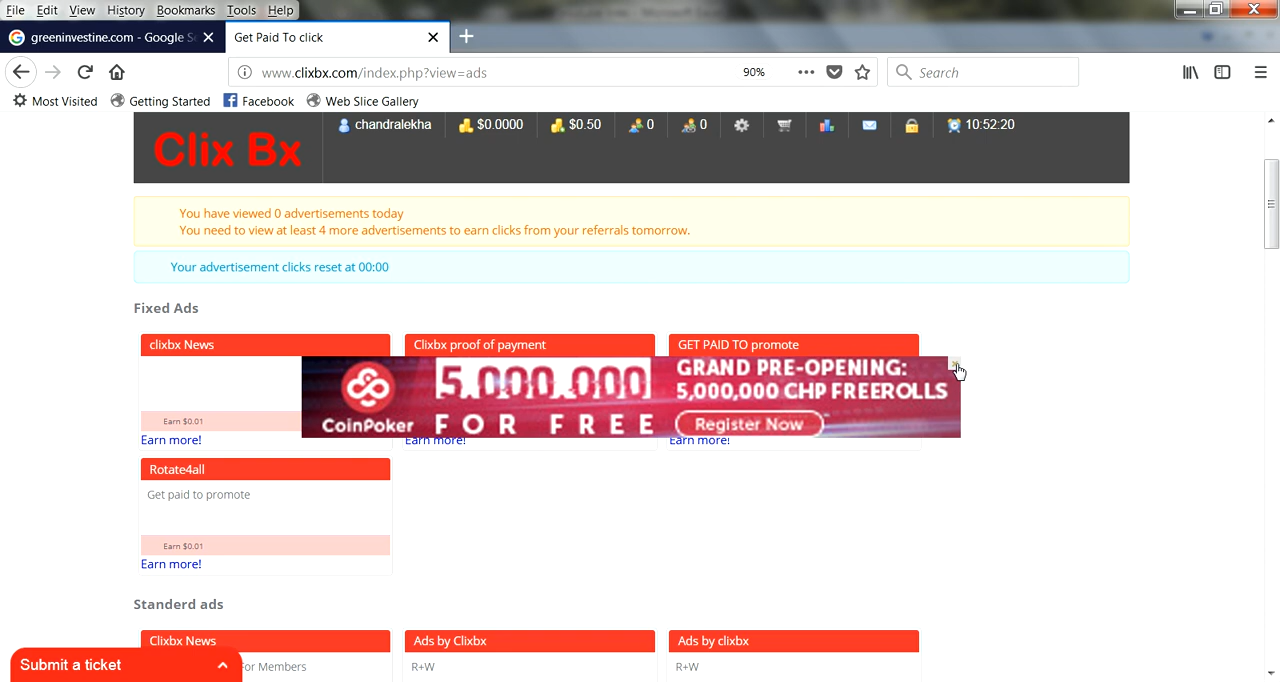 File Edit View History Bookmarks Tools Help
greeninvestine.com - Google S
Get Paid To click
www.clixbx.com/index.php?view=ads
90%
Search
Most Visited Getting Started Facebook Web Slice Gallery
Clix Bx
chandralekha $0.0000 $0.50 0 0 10:52:20
You have viewed 0 advertisements today
You need to view at least 4 more advertisements to earn clicks from your referrals tomorrow.
Your advertisement clicks reset at 00:00
Fixed Ads
clixbx News
Clixbx proof of payment
GET PAID TO promote
CoinPoker
5.000.000
FOR FREE
GRAND PRE-OPENING:
5,000,000 CHP FREEROLLS
Register Now
Earn $0.01
Earn more!
Earn more!
Earn more!
Rotate4all
Get paid to promote
Earn $0.01
Earn more!
Standerd ads
Clixbx News
For Members
Ads by Clixbx
R+W
Ads by clixbx
R+W
Submit a ticket